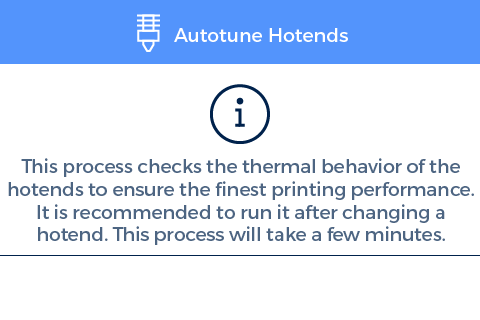 Autotune Hotends
This process checks the thermal behavior of the
hotends to ensure the finest printing performance.
It is recommended to run it after changing a
hotend. This process will take a few minutes.